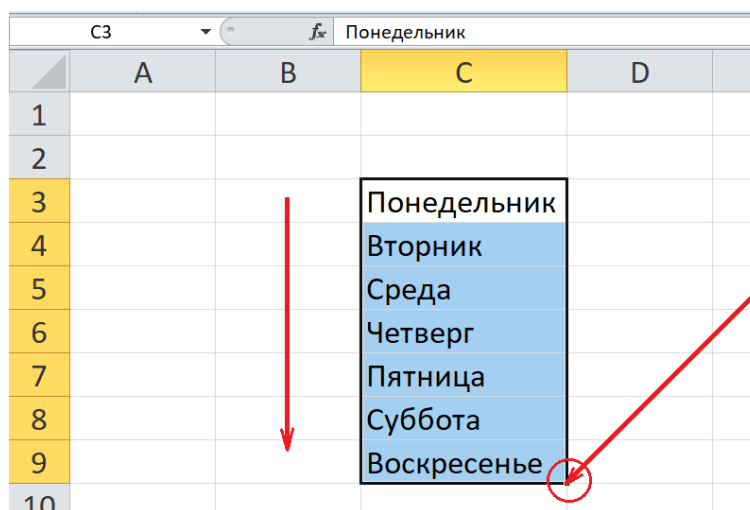 C3 fx Понедельник
A B C D
1
2
3 Понедельник
4 Вторник
5 Среда
6 Четверг
7 Пятница
8 Суббота
9 Воскресенье
10